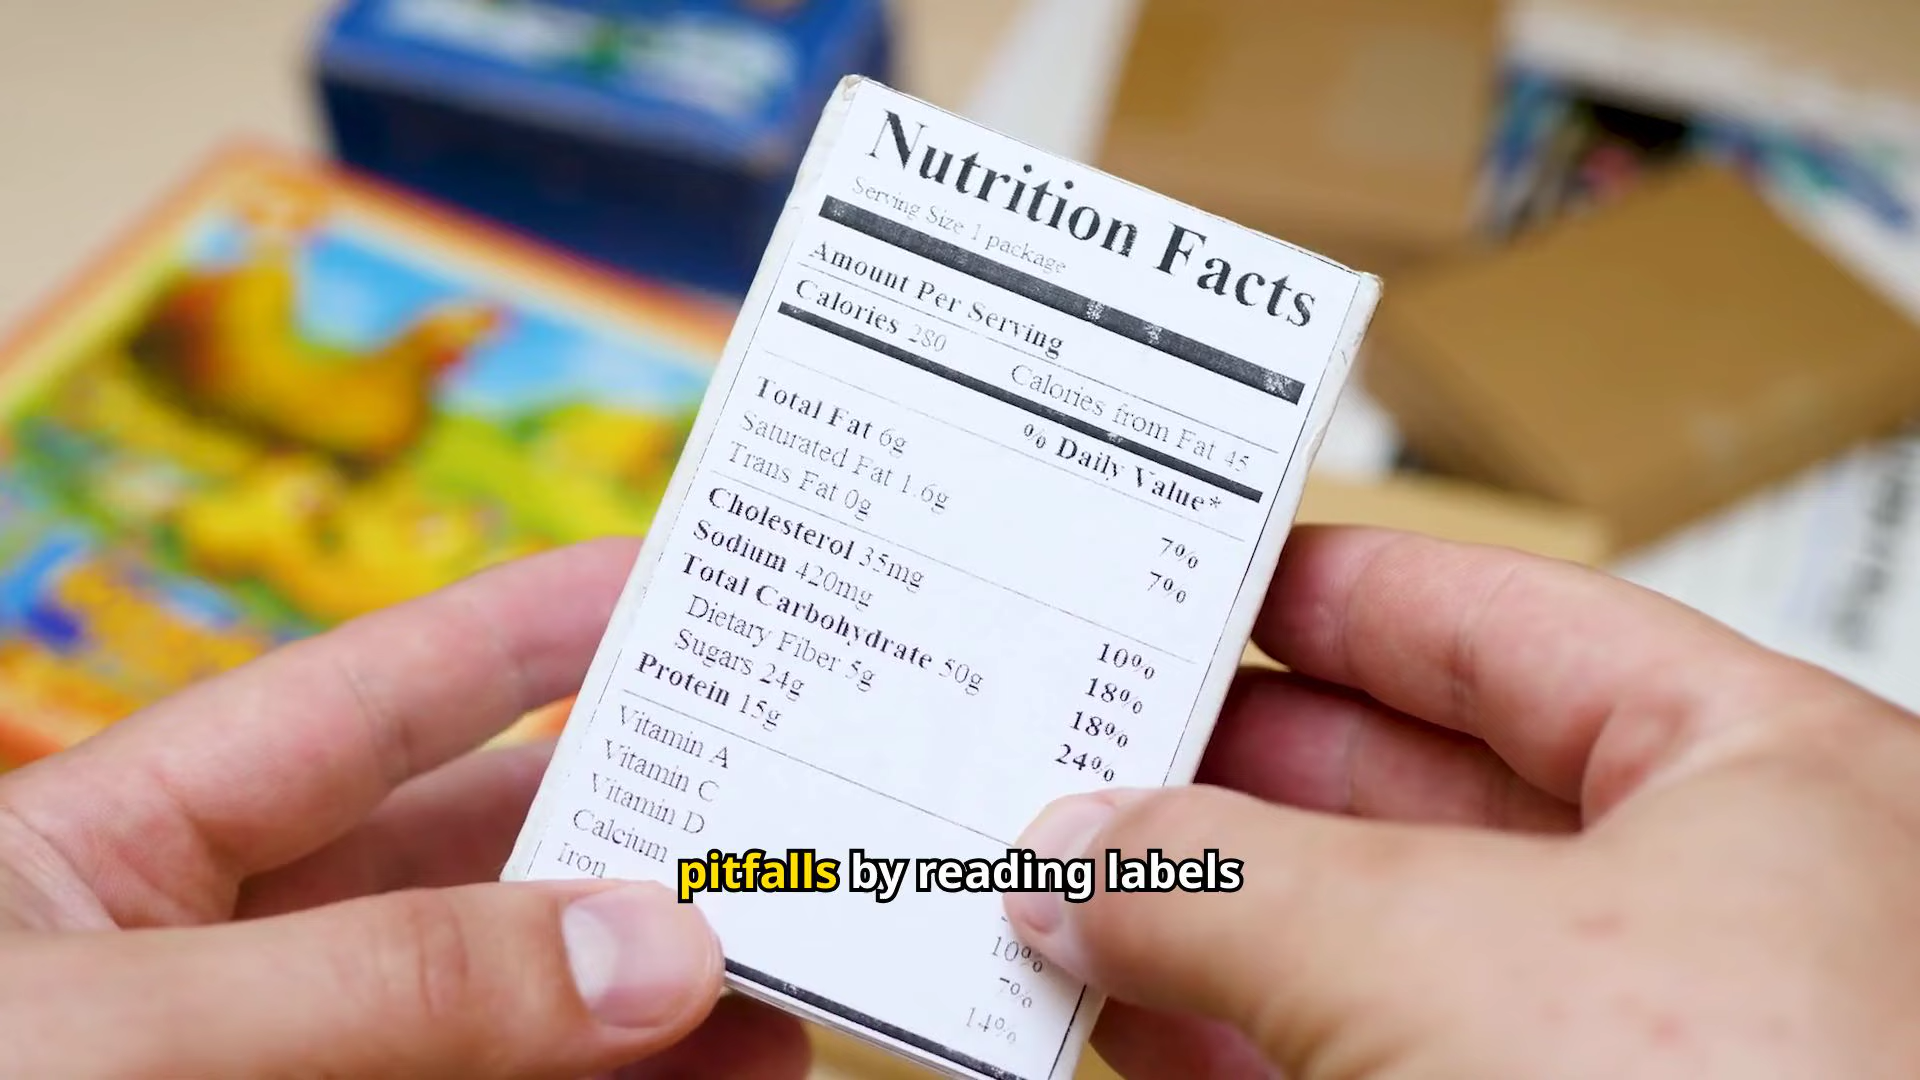 Nutrition Facts
Serving Size 1 package
Amount Per Serving
Calories 280
Calories from Fat 45
% Daily Value*
Total Fat 6g
7%
Saturated Fat 1.6g
7%
Trans Fat 0g
Cholesterol 35mg
10%
Sodium 420mg
18%
Total Carbohydrate 50g
18%
Dietary Fiber 5g
24%
Sugars 24g
Protein 15g
Vitamin A
Vitamin C
Vitamin D
Calcium
Iron
10%
7%
14%
pitfalls by reading labels